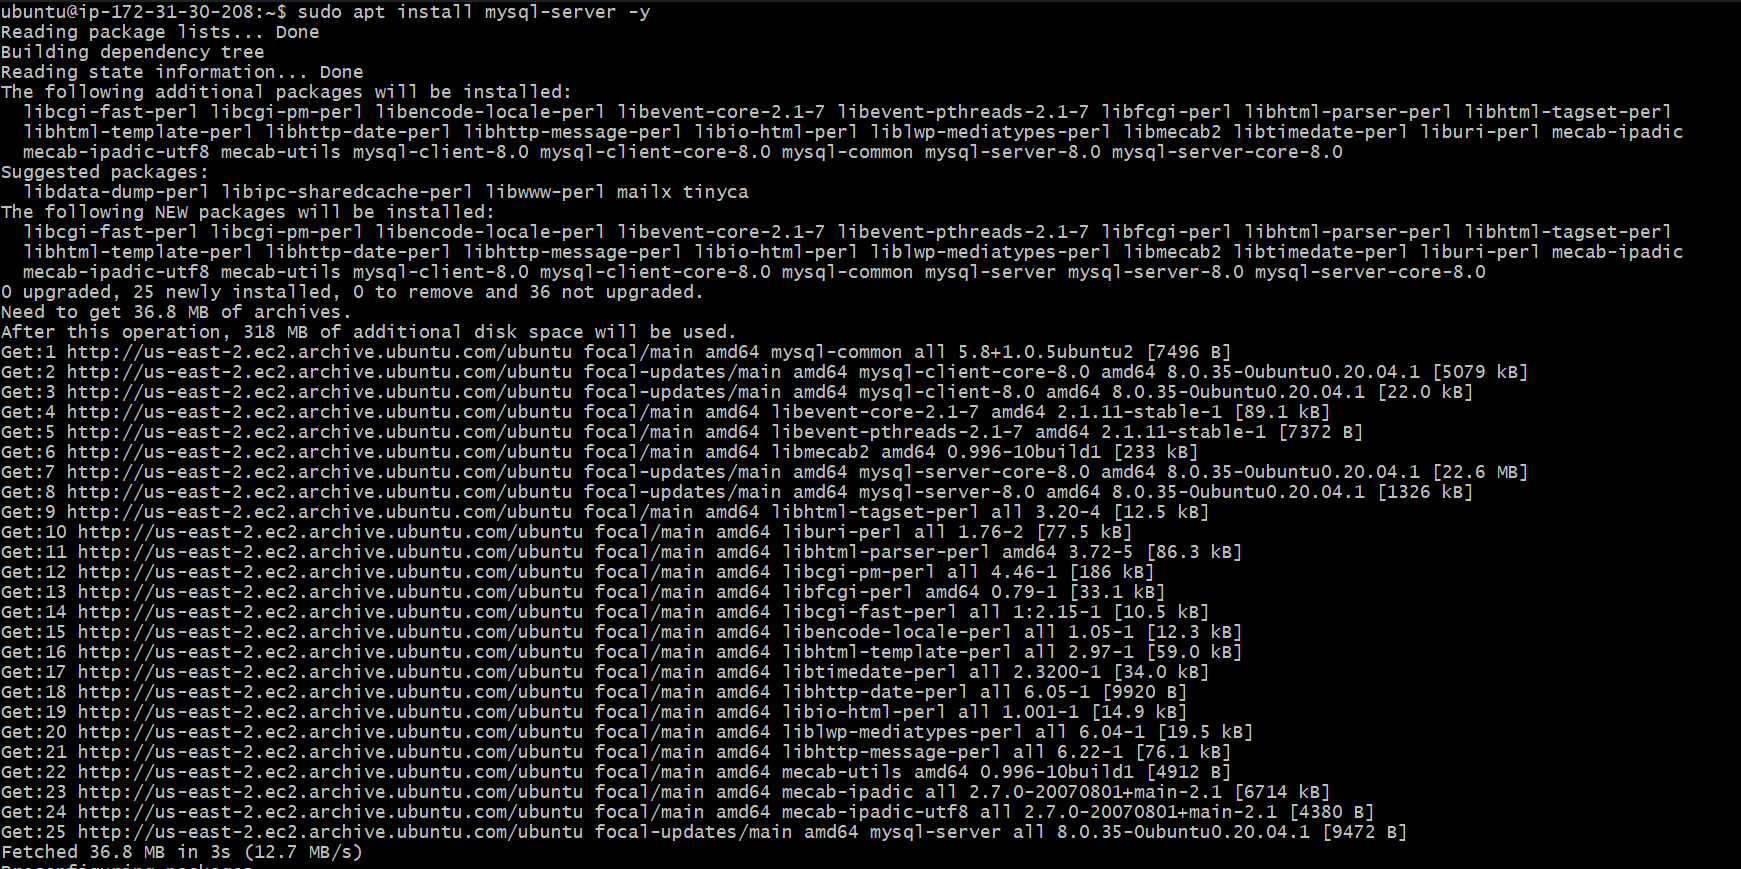 ubuntu@ip-172-31-30-208:~$ sudo apt install mysql-server -y
Reading package lists... Done
Building dependency tree
Reading state information... Done
The following additional packages will be installed:
  libcgi-fast-perl libcgi-pm-perl libencode-locale-perl libevent-core-2.1-7 libevent-pthreads-2.1-7 libfcgi-perl libhtml-parser-perl libhtml-tagset-perl
  libhtml-template-perl libhttp-date-perl libhttp-message-perl libio-html-perl liblwp-mediatypes-perl libmecab2 libtimedate-perl liburi-perl mecab-ipadic
  mecab-ipadic-utf8 mecab-utils mysql-client-8.0 mysql-client-core-8.0 mysql-common mysql-server-8.0 mysql-server-core-8.0
Suggested packages:
  libdata-dump-perl libipc-sharedcache-perl libwww-perl mailx tinyca
The following NEW packages will be installed:
  libcgi-fast-perl libcgi-pm-perl libencode-locale-perl libevent-core-2.1-7 libevent-pthreads-2.1-7 libfcgi-perl libhtml-parser-perl libhtml-tagset-perl
  libhtml-template-perl libhttp-date-perl libhttp-message-perl libio-html-perl liblwp-mediatypes-perl libmecab2 libtimedate-perl liburi-perl mecab-ipadic
  mecab-ipadic-utf8 mecab-utils mysql-client-8.0 mysql-client-core-8.0 mysql-common mysql-server mysql-server-8.0 mysql-server-core-8.0
0 upgraded, 25 newly installed, 0 to remove and 36 not upgraded.
Need to get 36.8 MB of archives.
After this operation, 318 MB of additional disk space will be used.
Get:1 http://us-east-2.ec2.archive.ubuntu.com/ubuntu focal/main amd64 mysql-common all 5.8+1.0.5ubuntu2 [7496 B]
Get:2 http://us-east-2.ec2.archive.ubuntu.com/ubuntu focal-updates/main amd64 mysql-client-core-8.0 amd64 8.0.35-0ubuntu0.20.04.1 [5079 kB]
Get:3 http://us-east-2.ec2.archive.ubuntu.com/ubuntu focal-updates/main amd64 mysql-client-8.0 amd64 8.0.35-0ubuntu0.20.04.1 [22.0 kB]
Get:4 http://us-east-2.ec2.archive.ubuntu.com/ubuntu focal/main amd64 libevent-core-2.1-7 amd64 2.1.11-stable-1 [89.1 kB]
Get:5 http://us-east-2.ec2.archive.ubuntu.com/ubuntu focal/main amd64 libevent-pthreads-2.1-7 amd64 2.1.11-stable-1 [7372 B]
Get:6 http://us-east-2.ec2.archive.ubuntu.com/ubuntu focal/main amd64 libmecab2 amd64 0.996-10build1 [233 kB]
Get:7 http://us-east-2.ec2.archive.ubuntu.com/ubuntu focal-updates/main amd64 mysql-server-core-8.0 amd64 8.0.35-0ubuntu0.20.04.1 [22.6 MB]
Get:8 http://us-east-2.ec2.archive.ubuntu.com/ubuntu focal-updates/main amd64 mysql-server-8.0 amd64 8.0.35-0ubuntu0.20.04.1 [1326 kB]
Get:9 http://us-east-2.ec2.archive.ubuntu.com/ubuntu focal/main amd64 libhtml-tagset-perl all 3.20-4 [12.5 kB]
Get:10 http://us-east-2.ec2.archive.ubuntu.com/ubuntu focal/main amd64 liburi-perl all 1.76-2 [77.5 kB]
Get:11 http://us-east-2.ec2.archive.ubuntu.com/ubuntu focal/main amd64 libhtml-parser-perl amd64 3.72-5 [86.3 kB]
Get:12 http://us-east-2.ec2.archive.ubuntu.com/ubuntu focal/main amd64 libcgi-pm-perl all 4.46-1 [186 kB]
Get:13 http://us-east-2.ec2.archive.ubuntu.com/ubuntu focal/main amd64 libfcgi-perl amd64 0.79-1 [33.1 kB]
Get:14 http://us-east-2.ec2.archive.ubuntu.com/ubuntu focal/main amd64 libcgi-fast-perl all 1:2.15-1 [10.5 kB]
Get:15 http://us-east-2.ec2.archive.ubuntu.com/ubuntu focal/main amd64 libencode-locale-perl all 1.05-1 [12.3 kB]
Get:16 http://us-east-2.ec2.archive.ubuntu.com/ubuntu focal/main amd64 libhtml-template-perl all 2.97-1 [59.0 kB]
Get:17 http://us-east-2.ec2.archive.ubuntu.com/ubuntu focal/main amd64 libtimedate-perl all 2.3200-1 [34.0 kB]
Get:18 http://us-east-2.ec2.archive.ubuntu.com/ubuntu focal/main amd64 libhttp-date-perl all 6.05-1 [9920 B]
Get:19 http://us-east-2.ec2.archive.ubuntu.com/ubuntu focal/main amd64 libio-html-perl all 1.001-1 [14.9 kB]
Get:20 http://us-east-2.ec2.archive.ubuntu.com/ubuntu focal/main amd64 liblwp-mediatypes-perl all 6.04-1 [19.5 kB]
Get:21 http://us-east-2.ec2.archive.ubuntu.com/ubuntu focal/main amd64 libhttp-message-perl all 6.22-1 [76.1 kB]
Get:22 http://us-east-2.ec2.archive.ubuntu.com/ubuntu focal/main amd64 mecab-utils amd64 0.996-10build1 [4912 B]
Get:23 http://us-east-2.ec2.archive.ubuntu.com/ubuntu focal/main amd64 mecab-ipadic all 2.7.0-20070801+main-2.1 [6714 kB]
Get:24 http://us-east-2.ec2.archive.ubuntu.com/ubuntu focal/main amd64 mecab-ipadic-utf8 all 2.7.0-20070801+main-2.1 [4380 B]
Get:25 http://us-east-2.ec2.archive.ubuntu.com/ubuntu focal-updates/main amd64 mysql-server all 8.0.35-0ubuntu0.20.04.1 [9472 B]
Fetched 36.8 MB in 3s (12.7 MB/s)